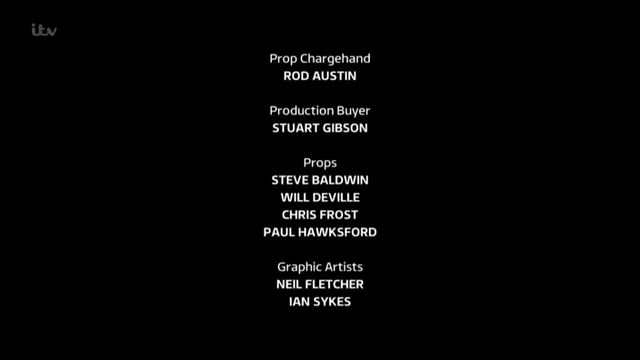 itv
Prop Chargehand
ROD AUSTIN
Production Buyer
STUART GIBSON
Props
STEVE BALDWIN
WILL DEVILLE
CHRIS FROST
PAUL HAWKSFORD
Graphic Artists
NEIL FLETCHER
IAN SYKES